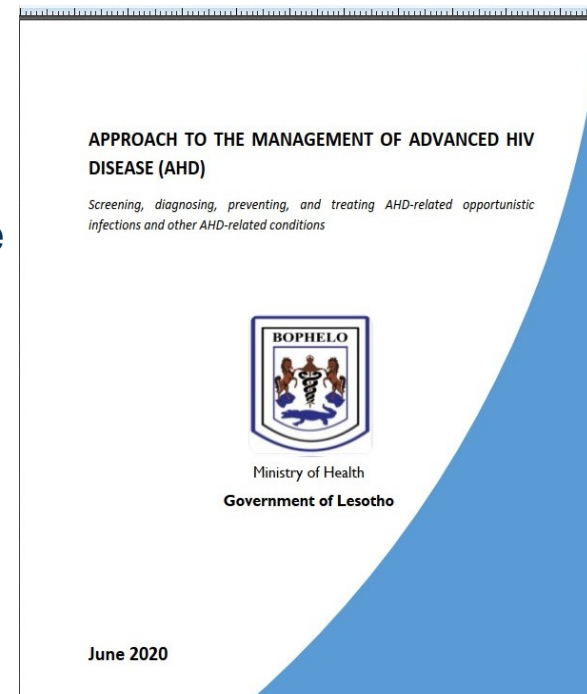 APPROACH TO THE MANAGEMENT OF ADVANCED HIV
DISEASE (AHD)
Screening, diagnosing, preventing, and treating AHD-related opportunistic
infections and other AHD-related conditions
e
BOPHELO
Ministry of Health
Government of Lesotho
June 2020